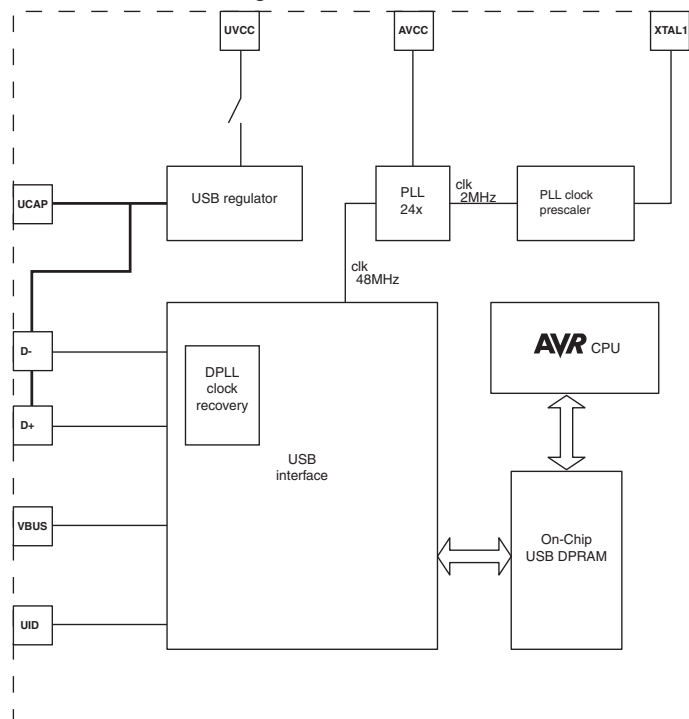 UVCC
AVCC
XTAL1
UCAP
USB regulator
PLL
24x
clk
2MHz
PLL clock
prescaler
clk
48MHz
D-
D+
DPLL
clock
recovery
USB
interface
AVR CPU
VBUS
On-Chip
USB DPRAM
UID